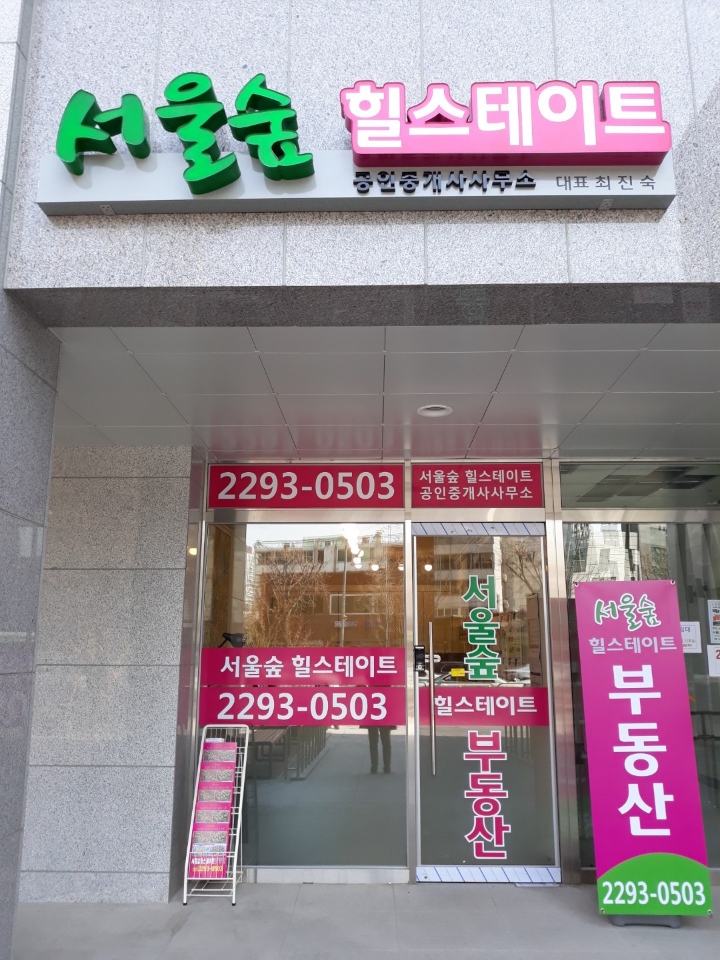 서울숲 힐스테이트
공인중개사사무소 대표 최진숙
2293-0503
서울숲 힐스테이트
공인중개사사무소
서울숲 힐스테이트
2293-0503
서울숲
힐스테이트
부동산
서울숲
힐스테이트
부동산
2293-0503